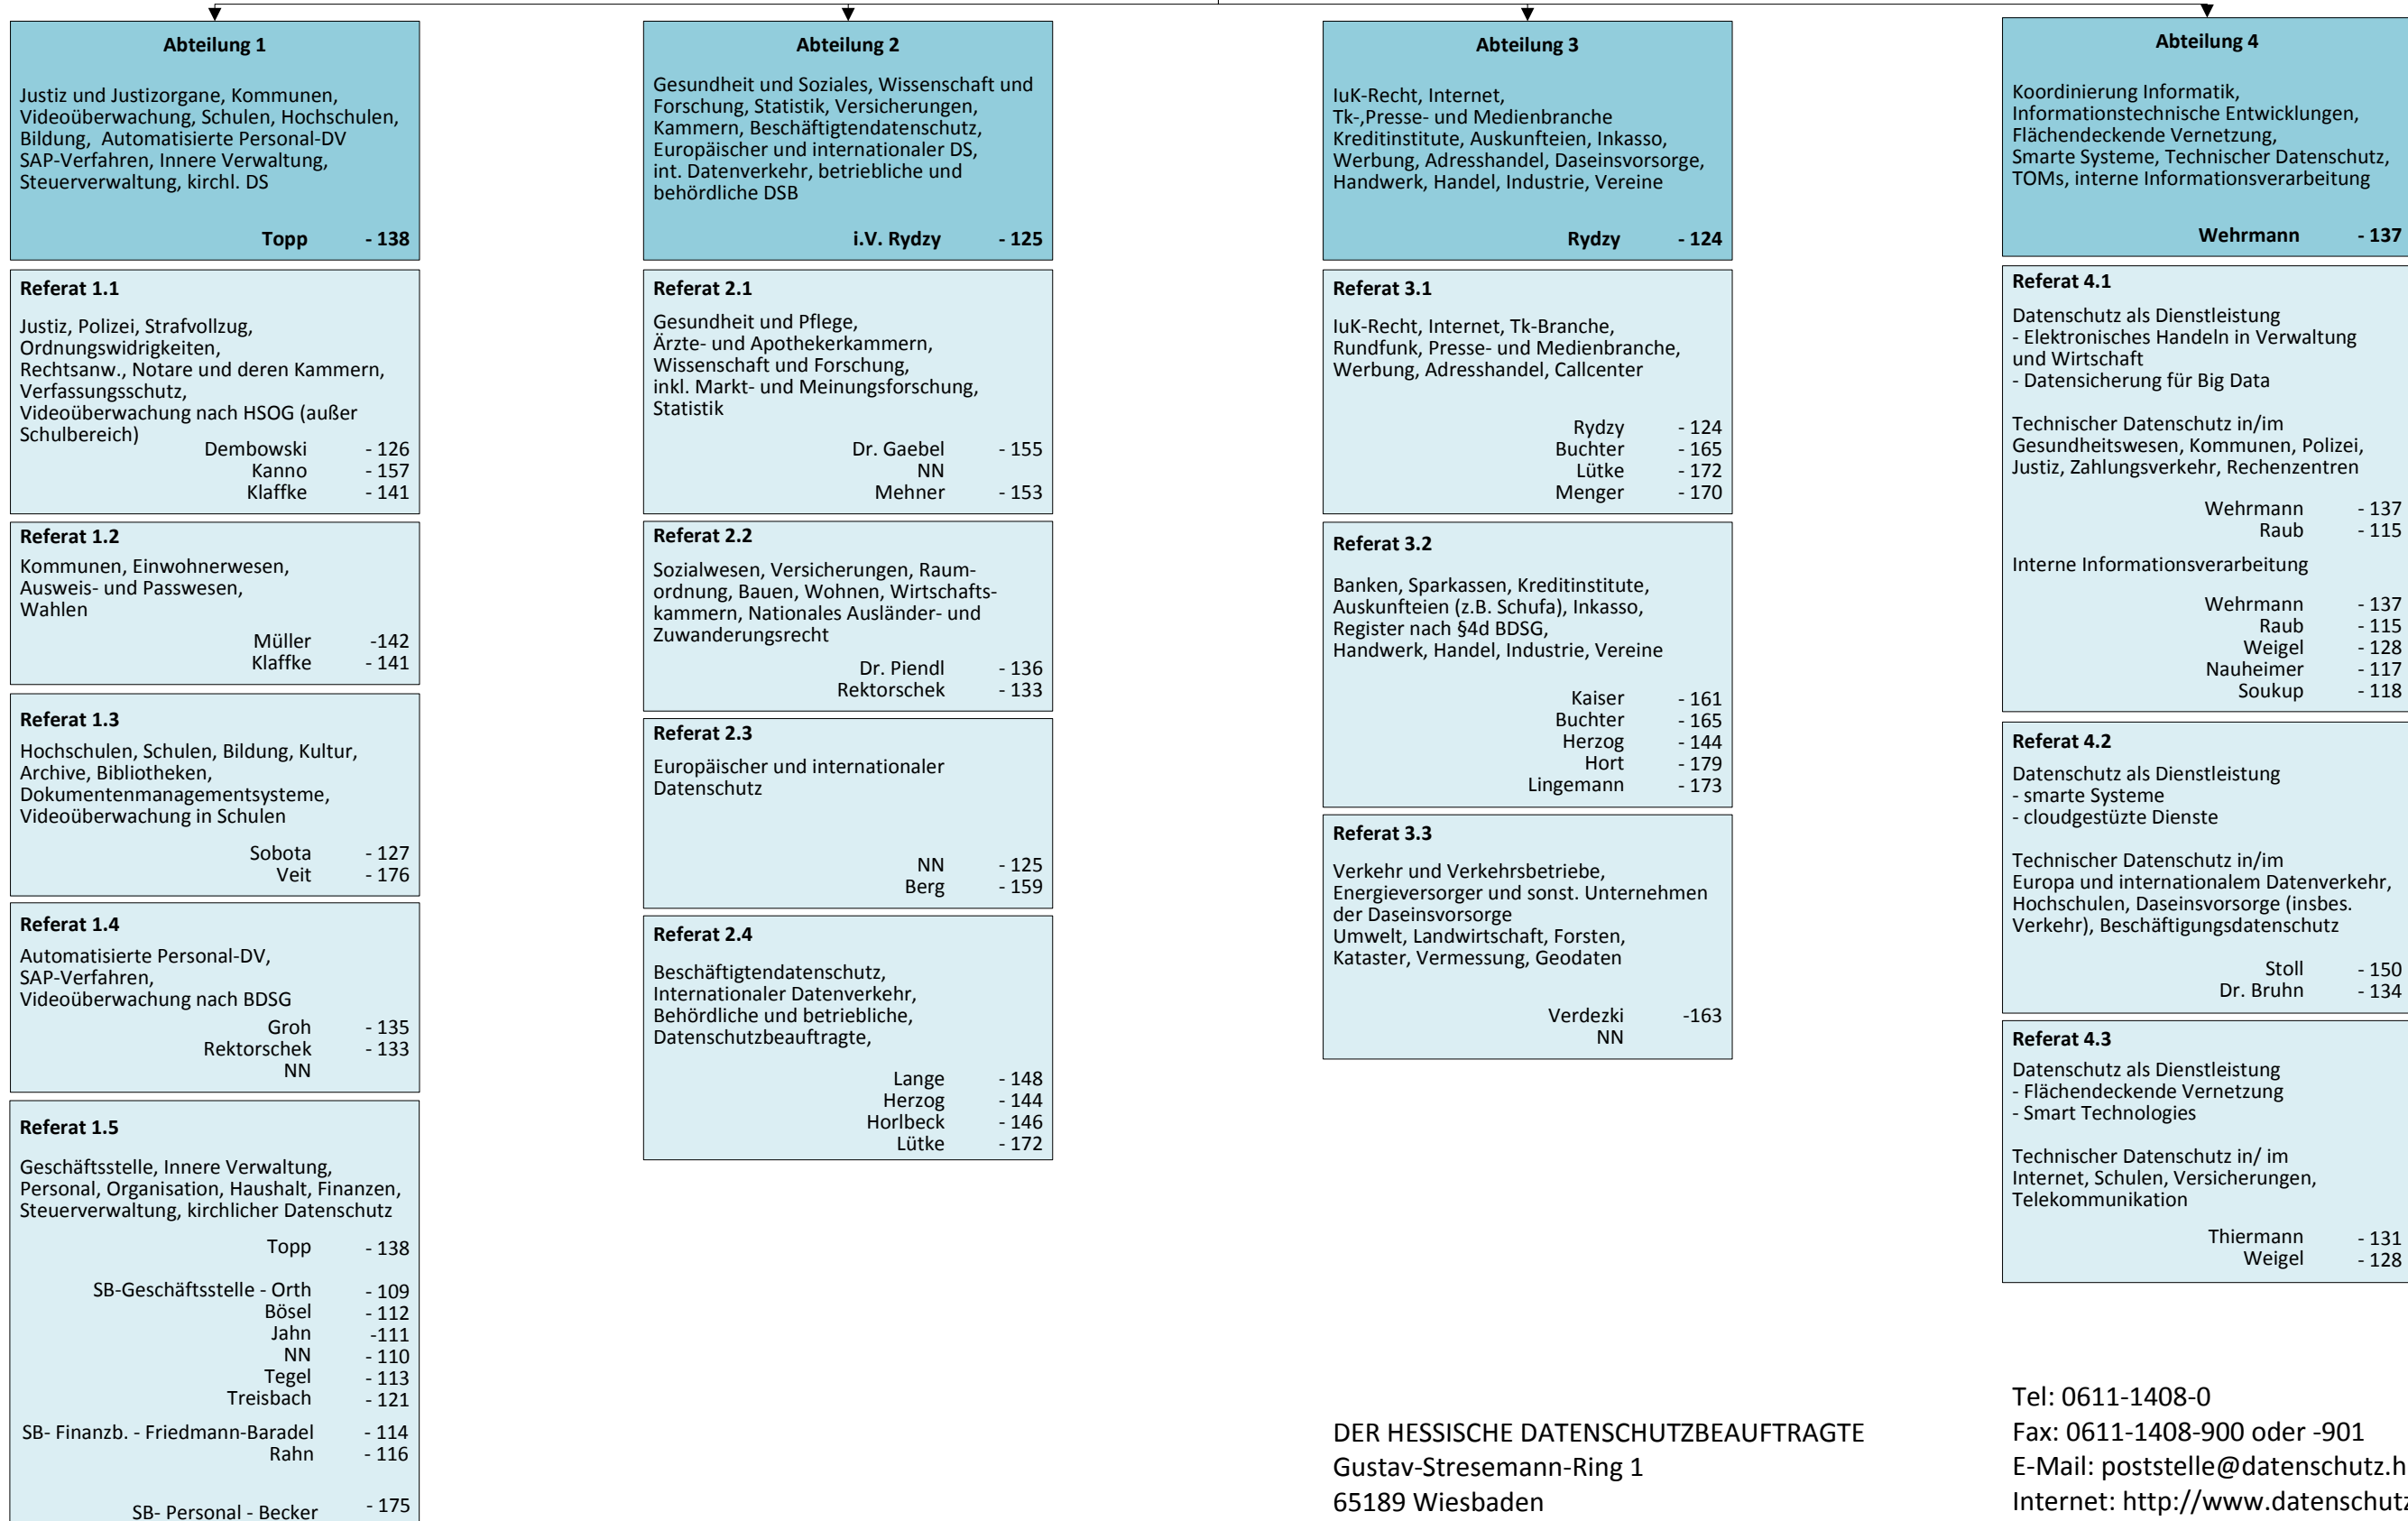 Abteilung 1
Justiz und Justizorgane, Kommunen,
Videoüberwachung, Schulen, Hochschulen,
Bildung, Automatisierte Personal-DV
SAP-Verfahren, Innere Verwaltung,
Steuerverwaltung, kirchl. DS
Topp - 138
Referat 1.1
Justiz, Polizei, Strafvollzug,
Ordnungswidrigkeiten,
Rechtsanw., Notare und deren Kammern,
Verfassungsschutz,
Videoüberwachung nach HSOG (außer
Schulbereich)
Dembowski - 126
Kanno - 157
Klaffke - 141
Referat 1.2
Kommunen, Einwohnerwesen,
Ausweis- und Passwesen,
Wahlen
Müller -142
Klaffke - 141
Referat 1.3
Hochschulen, Schulen, Bildung, Kultur,
Archive, Bibliotheken,
Dokumentenmanagementsysteme,
Videoüberwachung in Schulen
Sobota - 127
Veit - 176
Referat 1.4
Automatisierte Personal-DV,
SAP-Verfahren,
Videoüberwachung nach BDSG
Groh - 135
Rektorschek - 133
NN
Referat 1.5
Geschäftsstelle, Innere Verwaltung,
Personal, Organisation, Haushalt, Finanzen,
Steuerverwaltung, kirchlicher Datenschutz
Topp - 138
SB-Geschäftsstelle - Orth - 109
Bösel - 112
Jahn -111
NN - 110
Tegel - 113
Treisbach - 121
SB- Finanzb. - Friedmann-Baradel - 114
Rahn - 116
SB- Personal - Becker - 175
Abteilung 2
Gesundheit und Soziales, Wissenschaft und
Forschung, Statistik, Versicherungen,
Kammern, Beschäftigtendatenschutz,
Europäischer und internationaler DS,
int. Datenverkehr, betriebliche und
behördliche DSB
i.V. Rydzy - 125
Referat 2.1
Gesundheit und Pflege,
Ärzte- und Apothekerkammern,
Wissenschaft und Forschung,
inkl. Markt- und Meinungsforschung,
Statistik
Dr. Gaebel - 155
NN
Mehner - 153
Referat 2.2
Sozialwesen, Versicherungen, Raum-
ordnung, Bauen, Wohnen, Wirtschafts-
kammern, Nationales Ausländer- und
Zuwanderungsrecht
Dr. Piendl - 136
Rektorschek - 133
Referat 2.3
Europäischer und internationaler
Datenschutz
NN - 125
Berg - 159
Referat 2.4
Beschäftigtendatenschutz,
Internationaler Datenverkehr,
Behördliche und betriebliche,
Datenschutzbeauftragte,
Lange - 148
Herzog - 144
Horlbeck - 146
Lütke - 172
Abteilung 3
IuK-Recht, Internet,
Tk-,Presse- und Medienbranche
Kreditinstitute, Auskunfteien, Inkasso,
Werbung, Adresshandel, Daseinsvorsorge,
Handwerk, Handel, Industrie, Vereine
Rydzy - 124
Referat 3.1
IuK-Recht, Internet, Tk-Branche,
Rundfunk, Presse- und Medienbranche,
Werbung, Adresshandel, Callcenter
Rydzy - 124
Buchter - 165
Lütke - 172
Menger - 170
Referat 3.2
Banken, Sparkassen, Kreditinstitute,
Auskunfteien (z.B. Schufa), Inkasso,
Register nach §4d BDSG,
Handwerk, Handel, Industrie, Vereine
Kaiser - 161
Buchter - 165
Herzog - 144
Hort - 179
Lingemann - 173
Referat 3.3
Verkehr und Verkehrsbetriebe,
Energieversorger und sonst. Unternehmen
der Daseinsvorsorge
Umwelt, Landwirtschaft, Forsten,
Kataster, Vermessung, Geodaten
Verdezki -163
NN
Abteilung 4
Koordinierung Informatik,
Informationstechnische Entwicklungen,
Flächendeckende Vernetzung,
Smarte Systeme, Technischer Datenschutz,
TOMs, interne Informationsverarbeitung
Wehrmann - 137
Referat 4.1
Datenschutz als Dienstleistung
- Elektronisches Handeln in Verwaltung
und Wirtschaft
- Datensicherung für Big Data
Technischer Datenschutz in/im
Gesundheitswesen, Kommunen, Polizei,
Justiz, Zahlungsverkehr, Rechenzentren
Wehrmann - 137
Raub - 115
Interne Informationsverarbeitung
Wehrmann - 137
Raub - 115
Weigel - 128
Nauheimer - 117
Soukup - 118
Referat 4.2
Datenschutz als Dienstleistung
- smarte Systeme
- cloudgestüzte Dienste
Technischer Datenschutz in/im
Europa und internationalem Datenverkehr,
Hochschulen, Daseinsvorsorge (insbes.
Verkehr), Beschäftigungsdatenschutz
Stoll - 150
Dr. Bruhn - 134
Referat 4.3
Datenschutz als Dienstleistung
- Flächendeckende Vernetzung
- Smart Technologies
Technischer Datenschutz in/ im
Internet, Schulen, Versicherungen,
Telekommunikation
Thiermann - 131
Weigel - 128
DER HESSISCHE DATENSCHUTZBEAUFTRAGTE
Gustav-Stresemann-Ring 1
65189 Wiesbaden
Tel: 0611-1408-0
Fax: 0611-1408-900 oder -901
E-Mail: poststelle@datenschutz.h
Internet: http://www.datenschutz